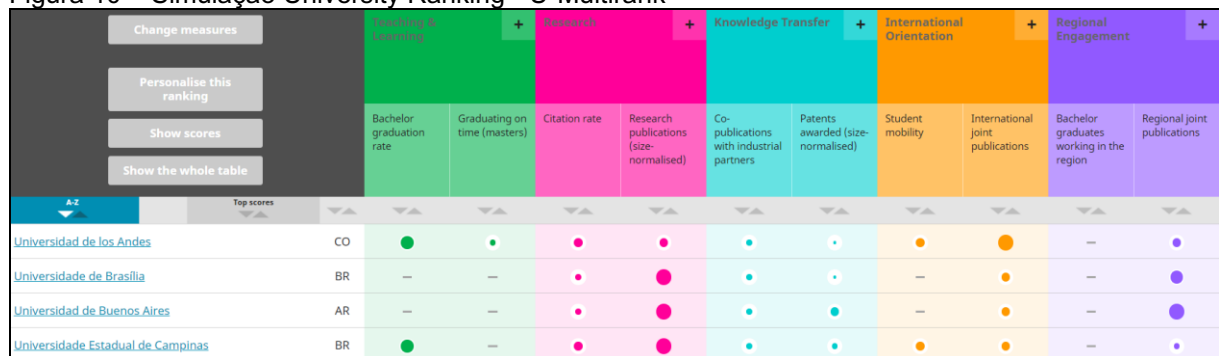 Figura 10 – Simulação University Ranking - U-Multirank
Change measures
Personalise this
ranking
Show scores
Show the whole table
Teaching &
Learning
+
Research
+
Knowledge Transfer
+
International
Orientation
+
Regional
Engagement
+
Bachelor
graduation
rate
Graduating on
time (masters)
Citation rate
Research
publications
(size-
normalised)
Co-
publications
with industrial
partners
Patents
awarded (size-
normalised)
Student
mobility
International
joint
publications
Bachelor
graduates
working in the
region
Regional joint
publications
A-Z
Top scores
Universidad de los Andes CO –
Universidade de Brasília BR – – –
Universidad de Buenos Aires AR – – –
Universidade Estadual de Campinas BR – –